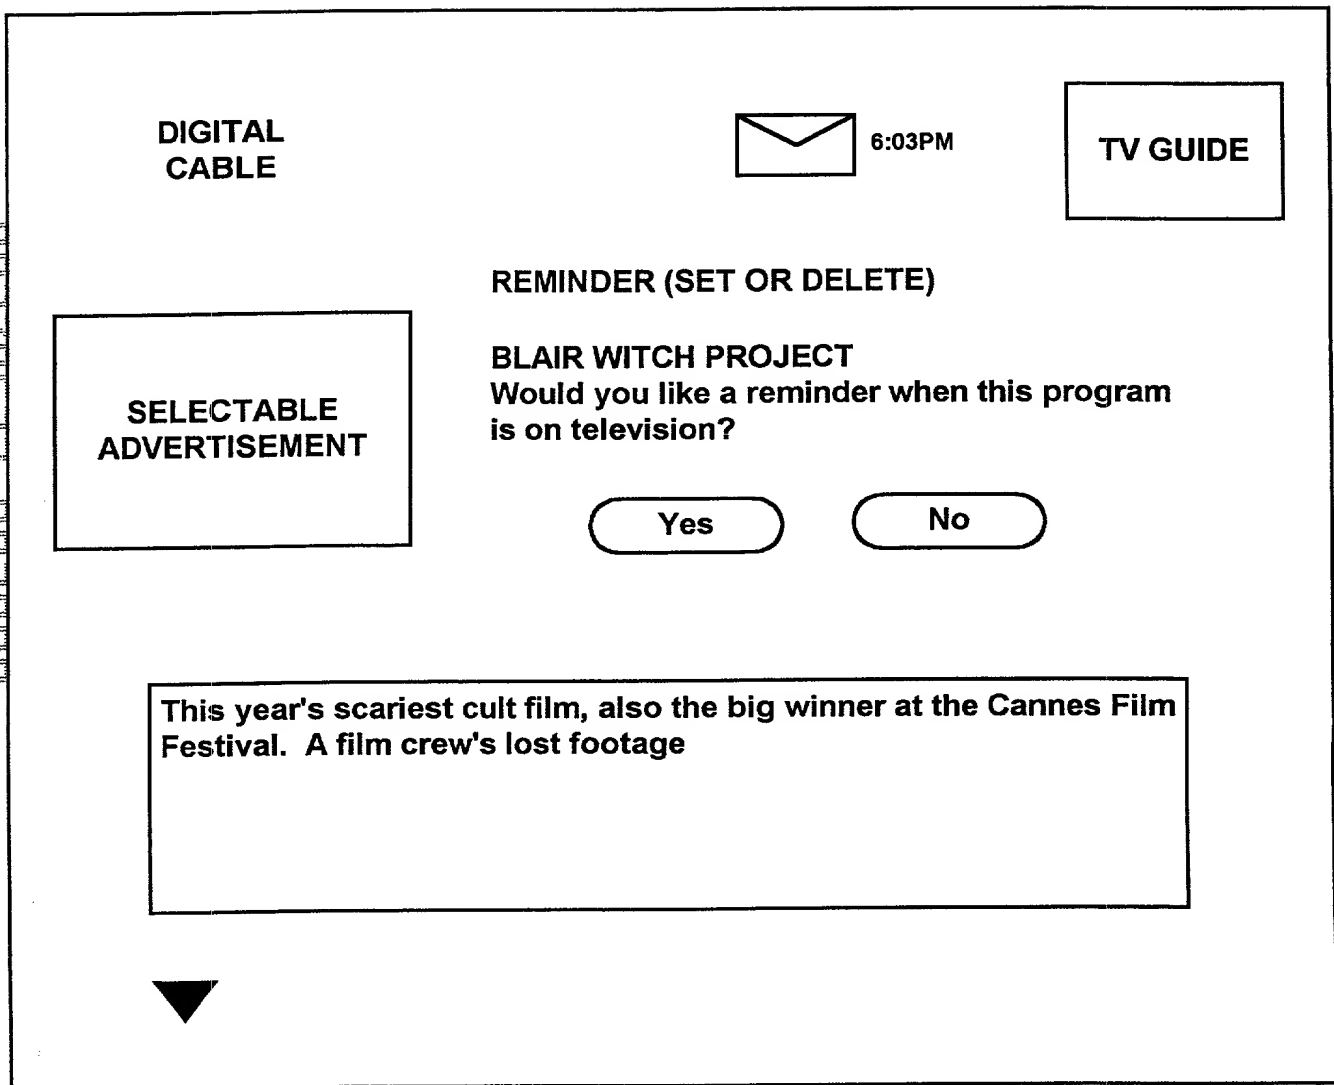 DIGITAL
CABLE
6:03PM
TV GUIDE
REMINDER (SET OR DELETE)
SELECTABLE
ADVERTISEMENT
BLAIR WITCH PROJECT
Would you like a reminder when this program
is on television?
Yes
No
This year's scariest cult film, also the big winner at the Cannes Film
Festival.  A film crew's lost footage